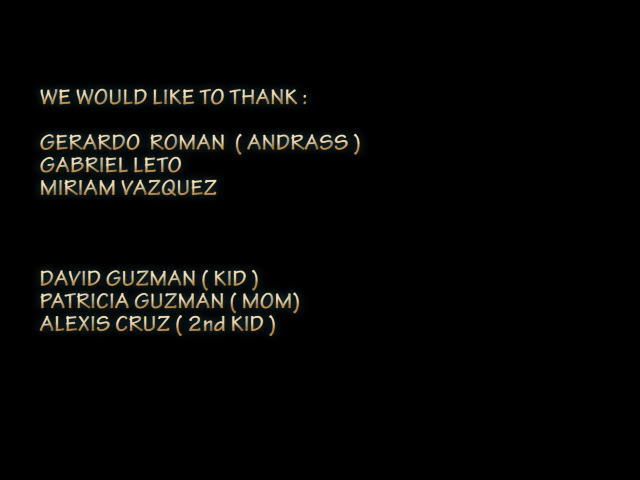 WE WOULD LIKE TO THANK :
GERARDO ROMAN ( ANDRASS )
GABRIEL LETO
MIRIAM VAZQUEZ
DAVID GUZMAN ( KID )
PATRICIA GUZMAN ( MOM)
ALEXIS CRUZ ( 2nd KID )